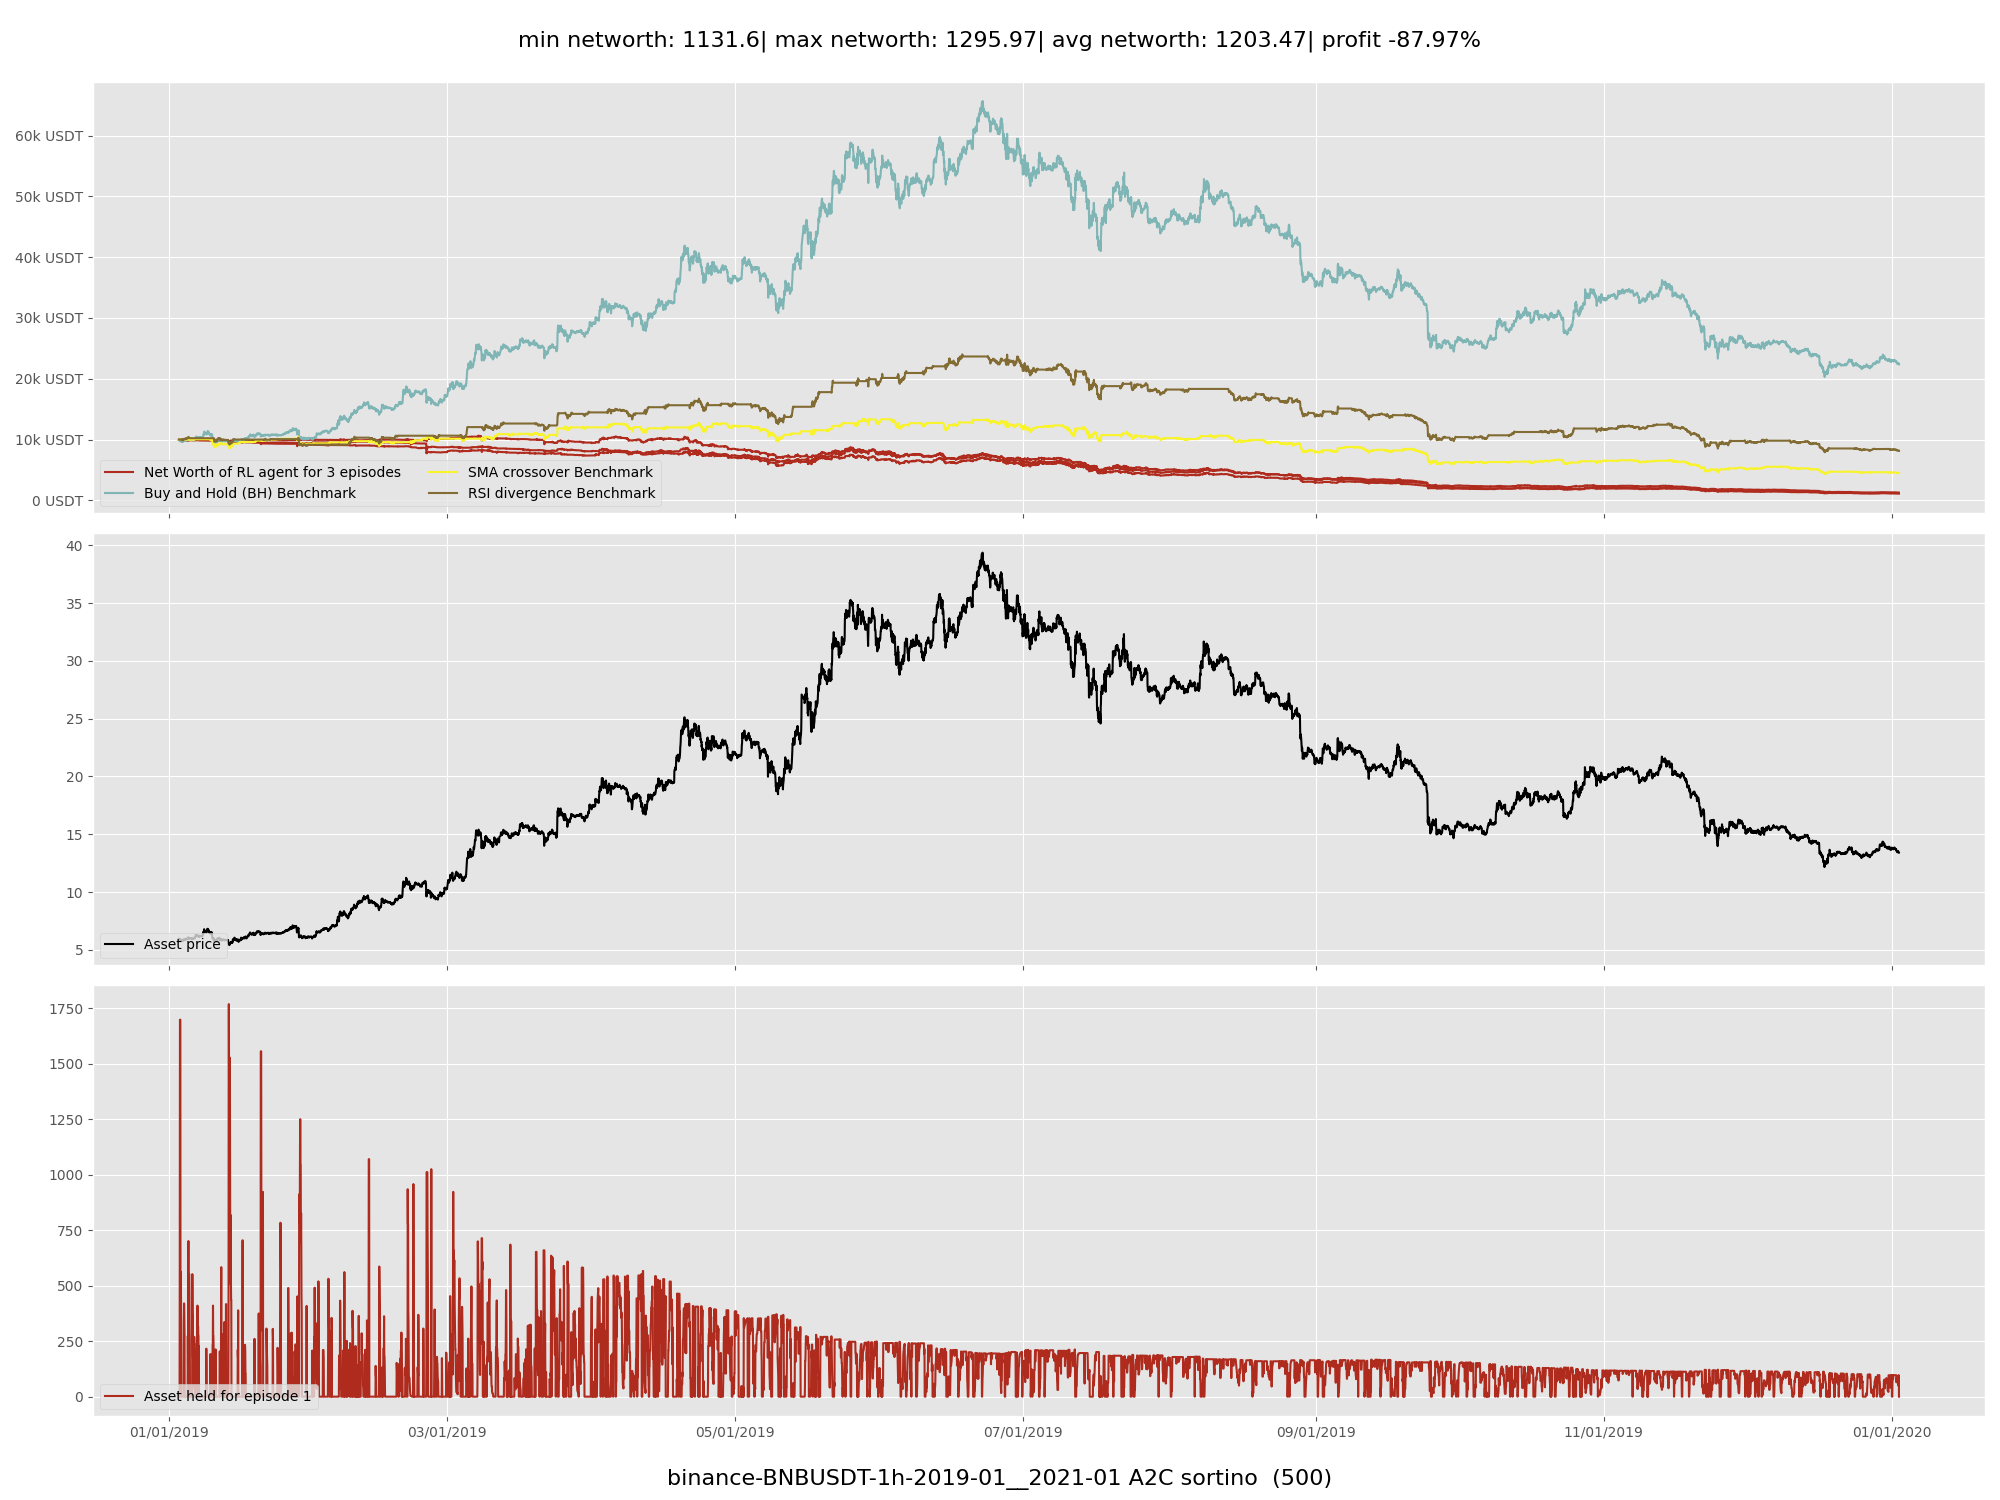 min networth: 1131.6| max networth: 1295.97| avg networth: 1203.47| profit -87.97%
60k USDT
50k USDT
40k USDT
30k USDT
20k USDT
10k USDT
0 USDT
Net Worth of RL agent for 3 episodes
Buy and Hold (BH) Benchmark
SMA crossover Benchmark
RSI divergence Benchmark
40
35
30
25
20
15
10
5
Asset price
1750
1500
1250
1000
750
500
250
0
Asset held for episode 1
01/01/2019 03/01/2019 05/01/2019 07/01/2019 09/01/2019 11/01/2019 01/01/2020
binance-BNBUSDT-1h-2019-01__2021-01 A2C sortino (500)